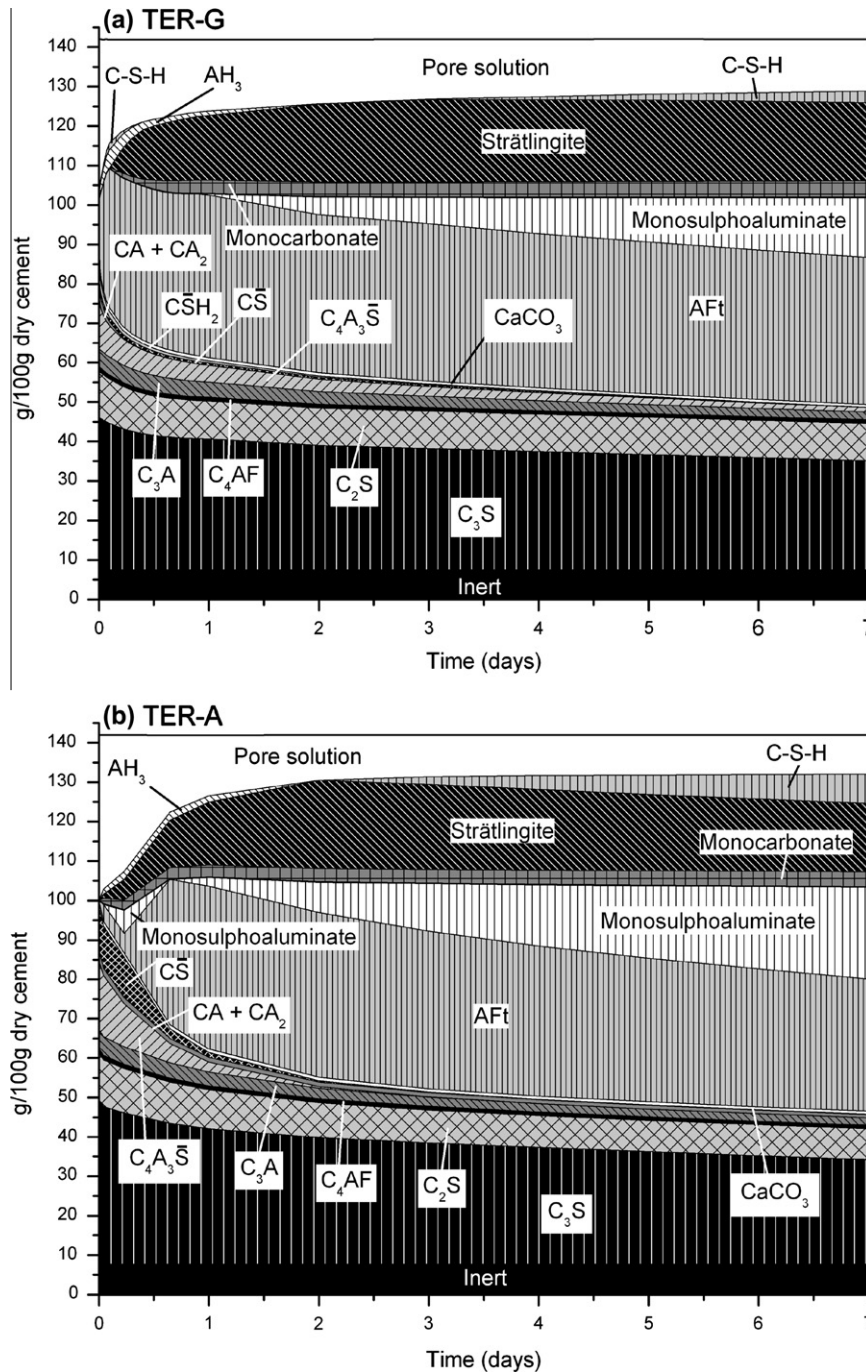 (a) TER-G
140
130
120
110
100
90
80
70
60
50
40
30
20
10
0
g/100g dry cement
C-S-H
AH₃
Pore solution
C-S-H
Strätlingite
Monocarbonate
Monosulphoaluminate
CA + CA₂
CS̄H₂
CS̄
C₄A₃S̄
CaCO₃
AFt
C₃A
C₄AF
C₂S
C₃S
Inert
0 1 2 3 4 5 6 7
Time (days)
(b) TER-A
140
130
120
110
100
90
80
70
60
50
40
30
20
10
0
g/100g dry cement
Pore solution
C-S-H
AH₃
Strätlingite
Monocarbonate
Monosulphoaluminate
Monosulphoaluminate
CS̄
CA + CA₂
AFt
C₄A₃S̄
C₃A
C₄AF
C₂S
C₃S
CaCO₃
Inert
0 1 2 3 4 5 6 7
Time (days)